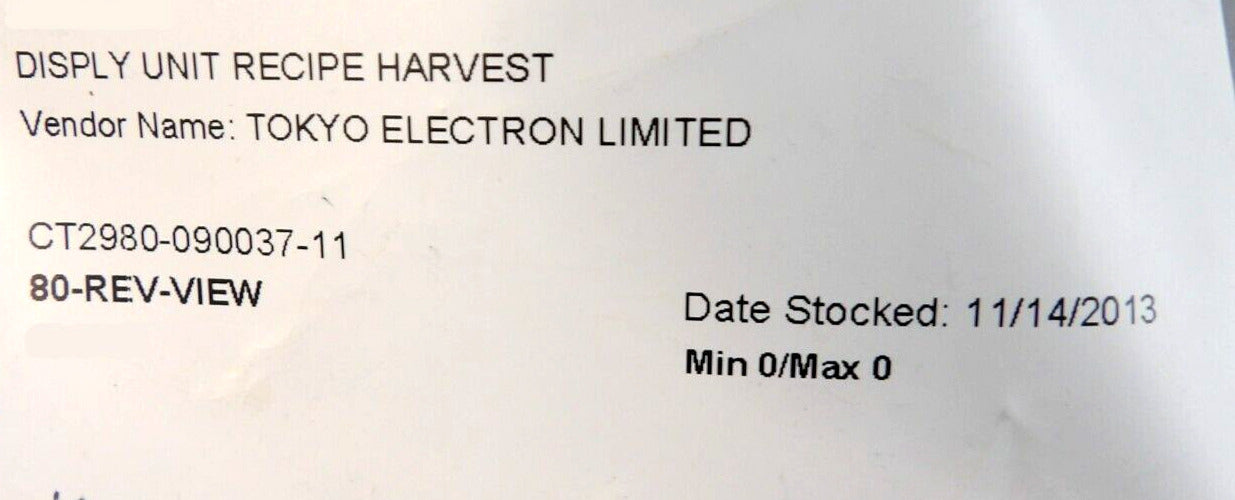 DISPLY UNIT RECIPE HARVEST
Vendor Name: TOKYO ELECTRON LIMITED
CT2980-090037-11
80-REV-VIEW
Date Stocked: 11/14/2013
Min 0/Max 0